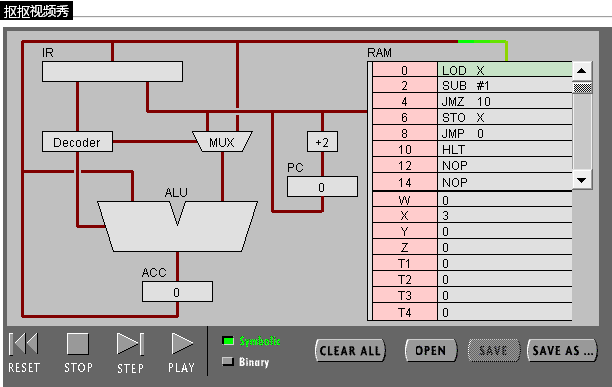 抠抠视频秀
IR
RAM
0 LOD X
2 SUB #1
4 JMZ 10
6 STO X
8 JMP 0
10 HLT
12 NOP
14 NOP
W 0
X 3
Y 0
Z 0
T1 0
T2 0
T3 0
T4 0
Decoder
MUX
+2
PC
0
ALU
ACC
0
RESET STOP STEP PLAY
Symbolic
Binary
CLEAR ALL OPEN SAVE SAVE AS ...